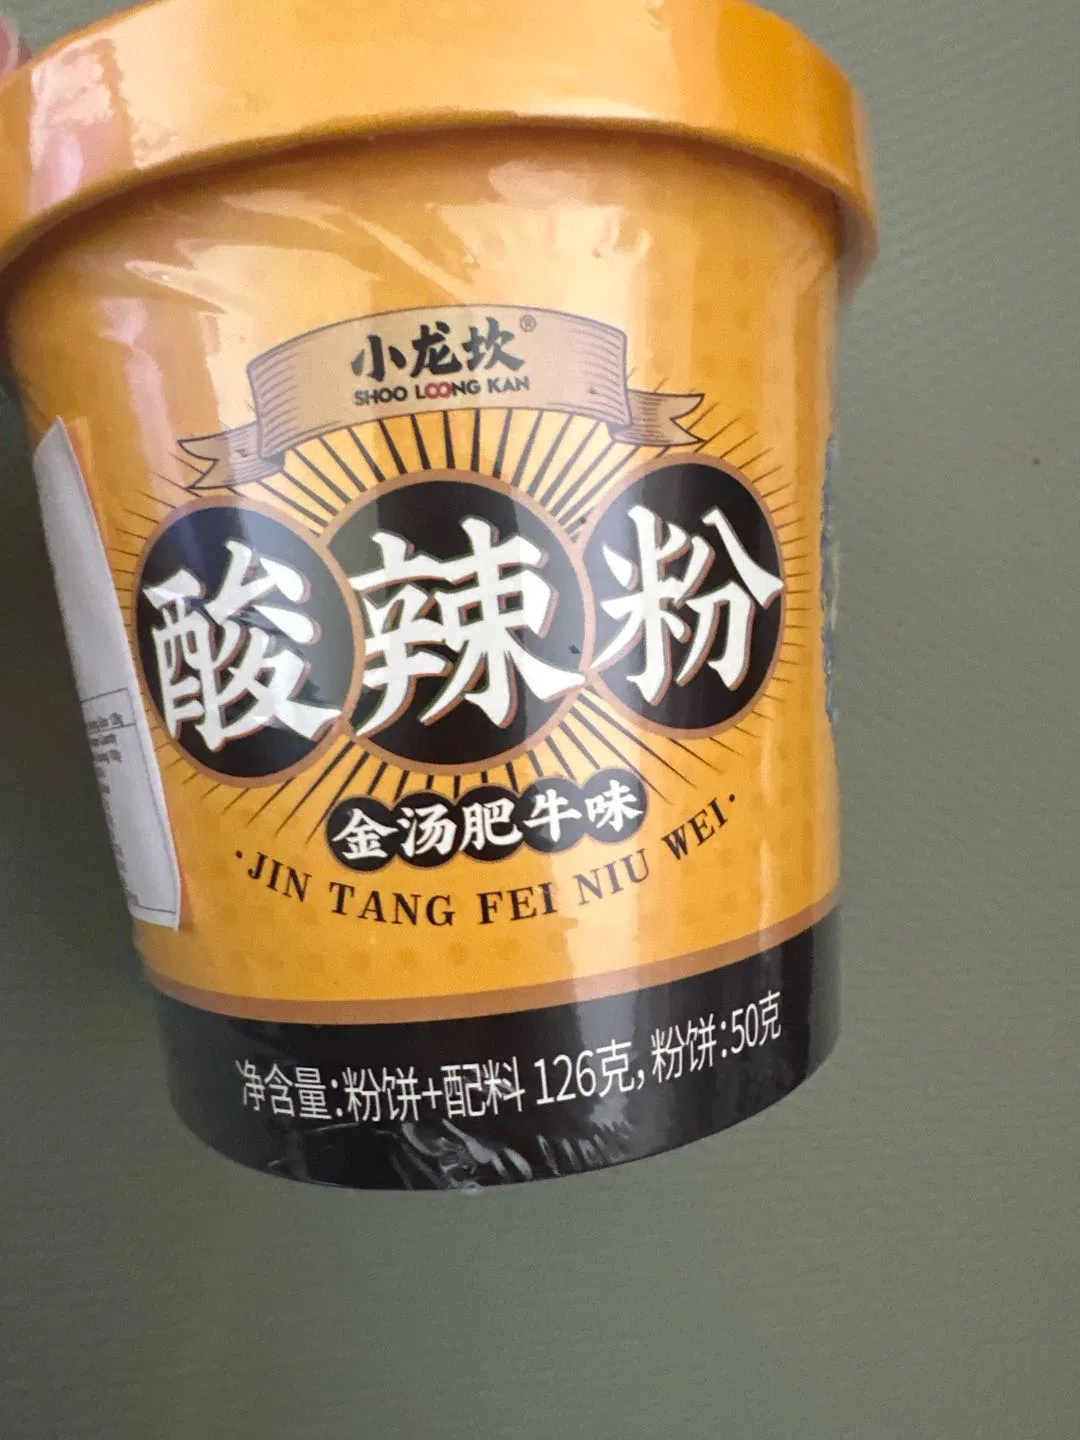 小龙坎®
SHOO LOONG KAN
酸辣粉
金汤肥牛味
·JIN TANG FEI NIU WEI·
净含量:粉饼+配料 126克,粉饼:50克